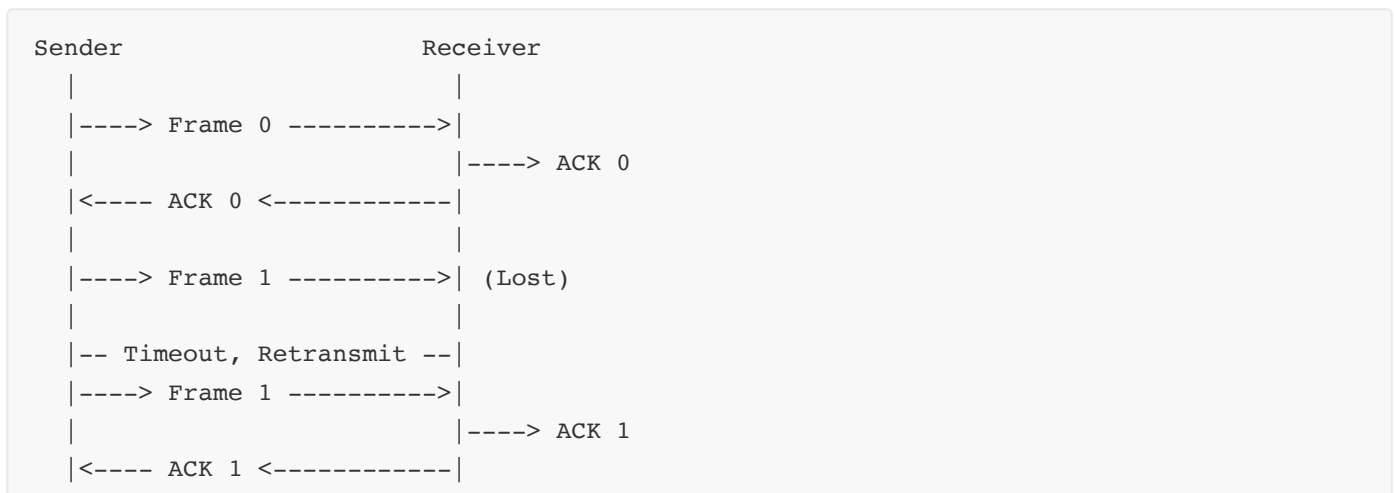 Sender                    Receiver
  |                          |
  |----> Frame 0 ---------->|
  |                          |----> ACK 0
  |<---- ACK 0 <------------|
  |                          |
  |----> Frame 1 ---------->| (Lost)
  |                          |
  |-- Timeout, Retransmit --|
  |----> Frame 1 ---------->|
  |                          |----> ACK 1
  |<---- ACK 1 <------------|